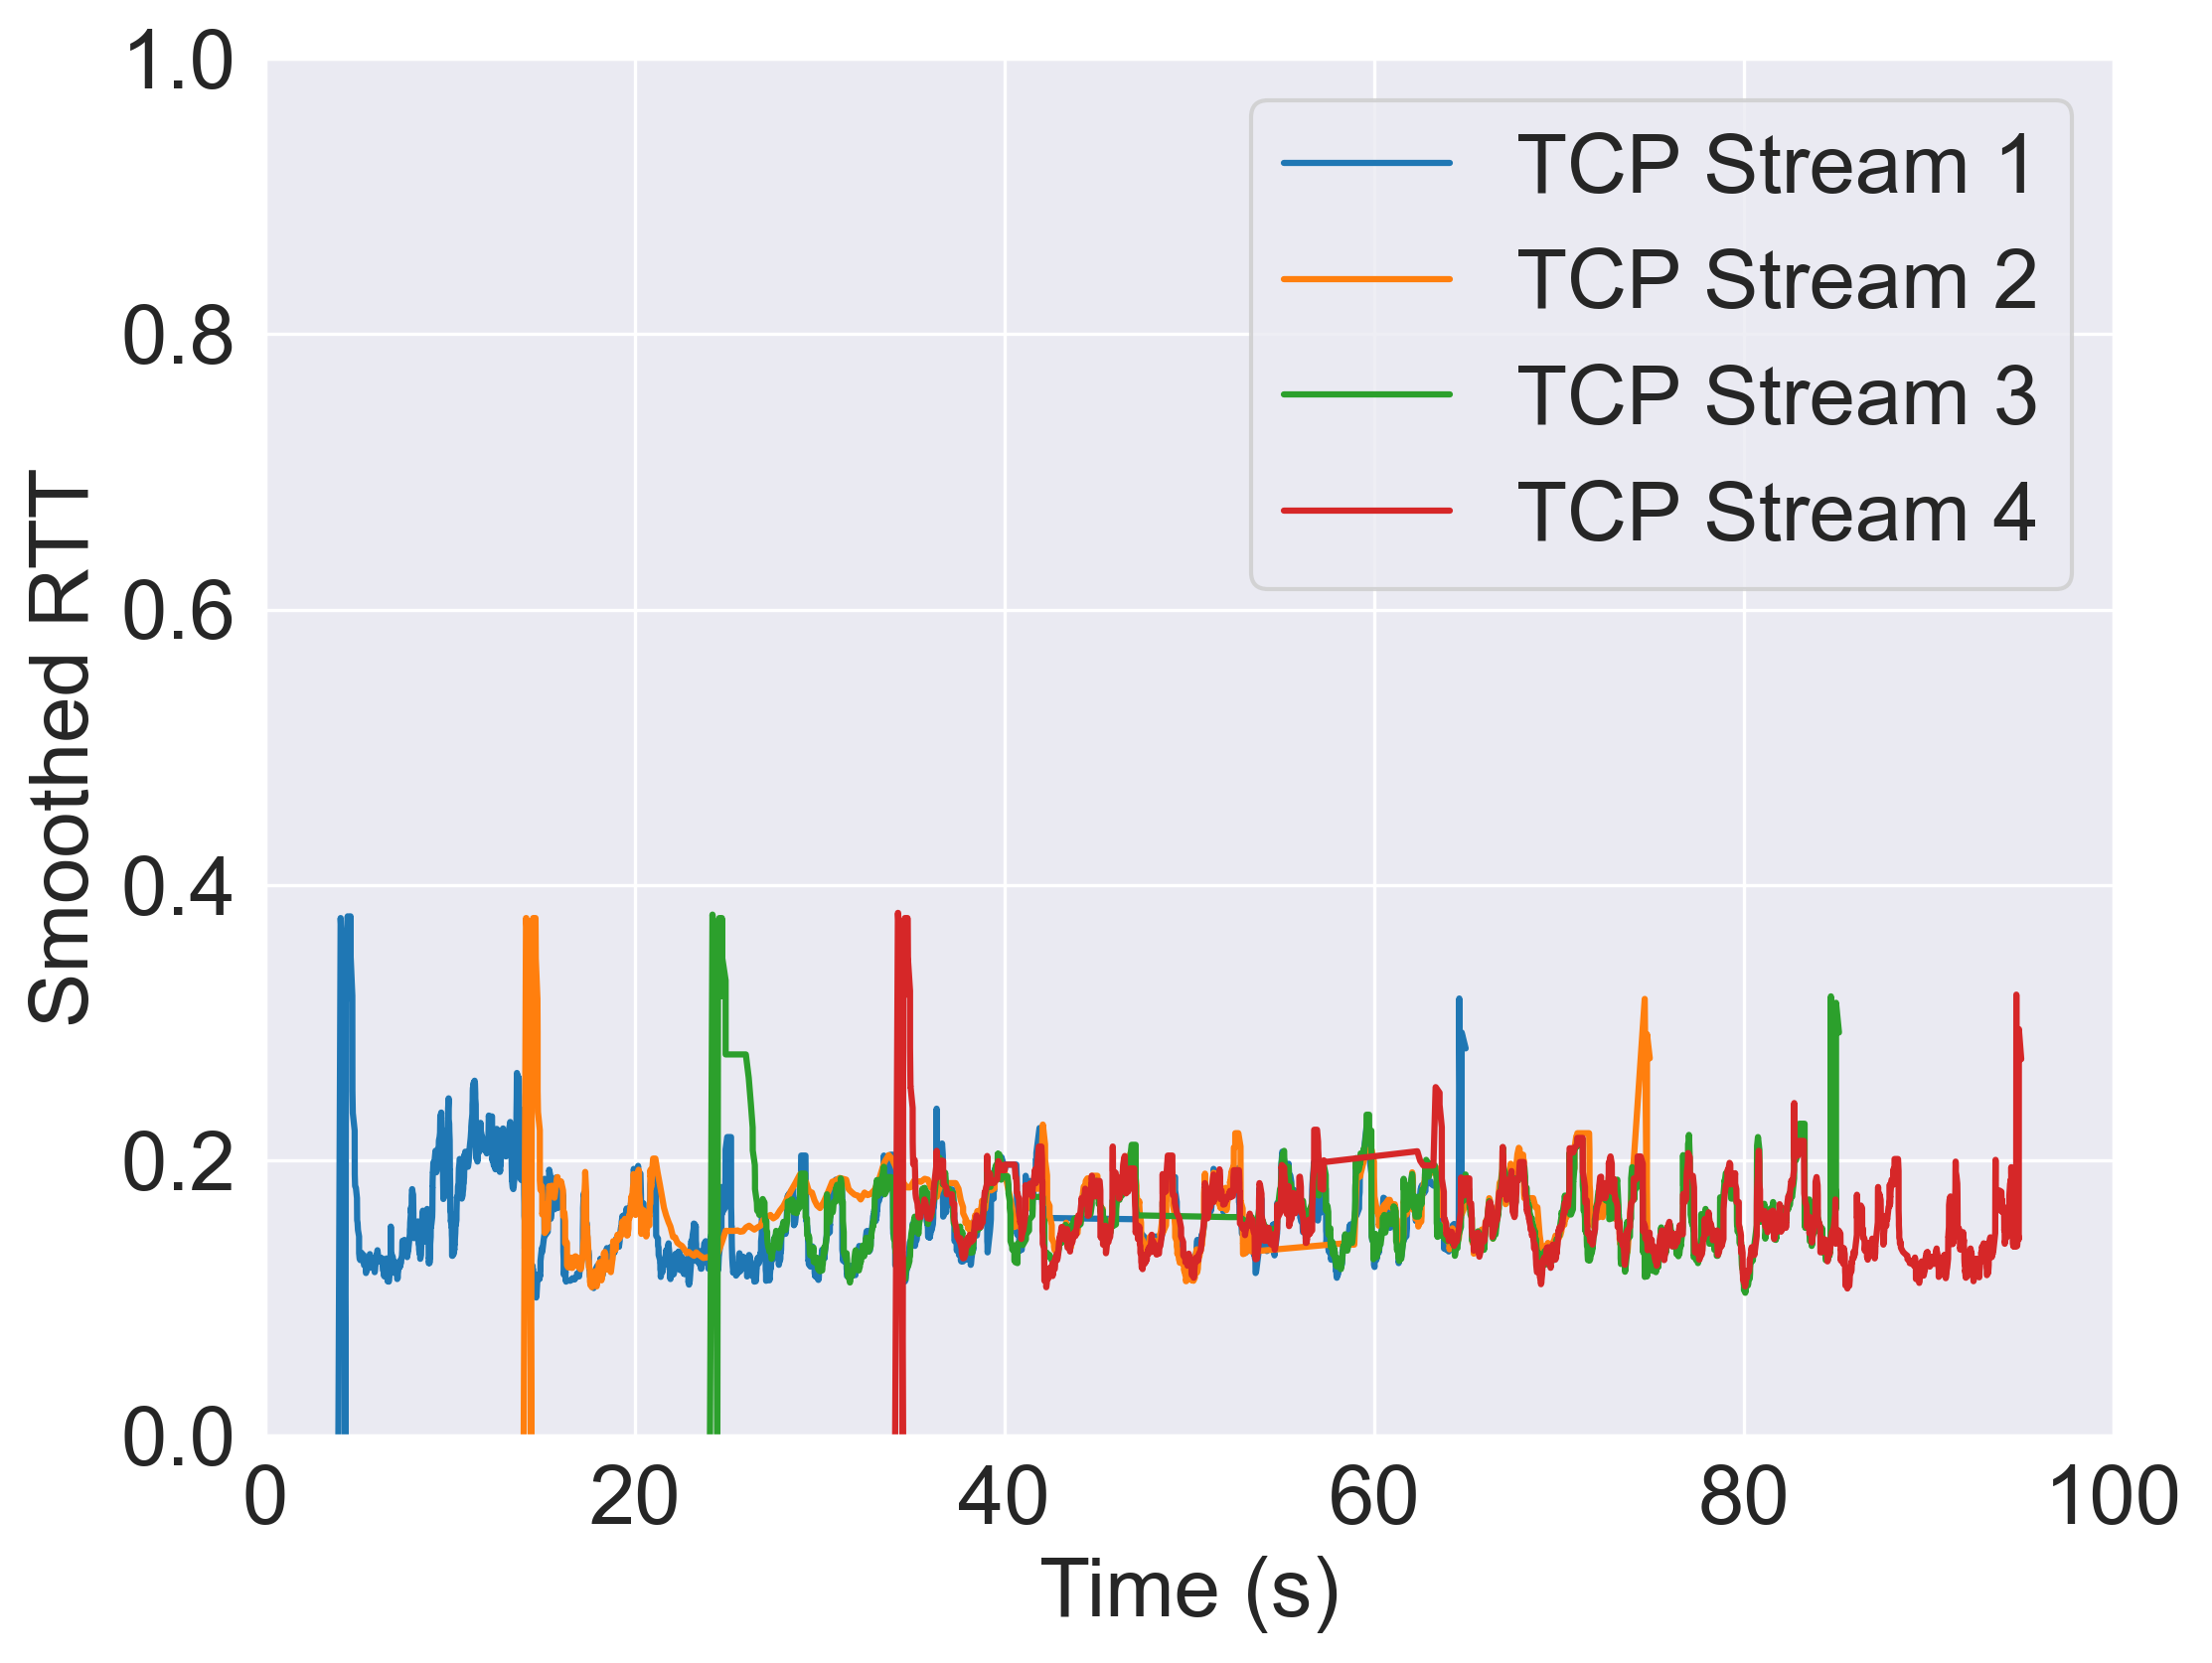 1.0
0.8
0.6
0.4
0.2
0.0
Smoothed RTT
TCP Stream 1
TCP Stream 2
TCP Stream 3
TCP Stream 4
0 20 40 60 80 100
Time (s)